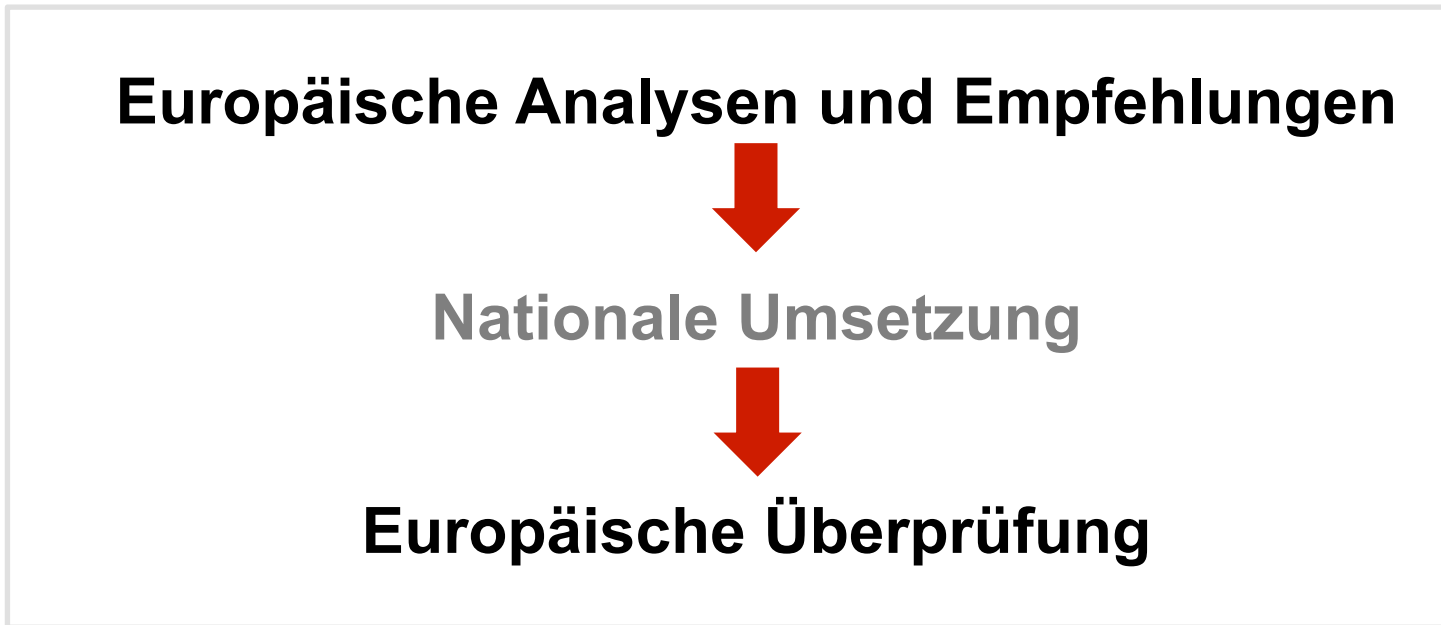 Europäische Analysen und Empfehlungen
Nationale Umsetzung
Europäische Überprüfung